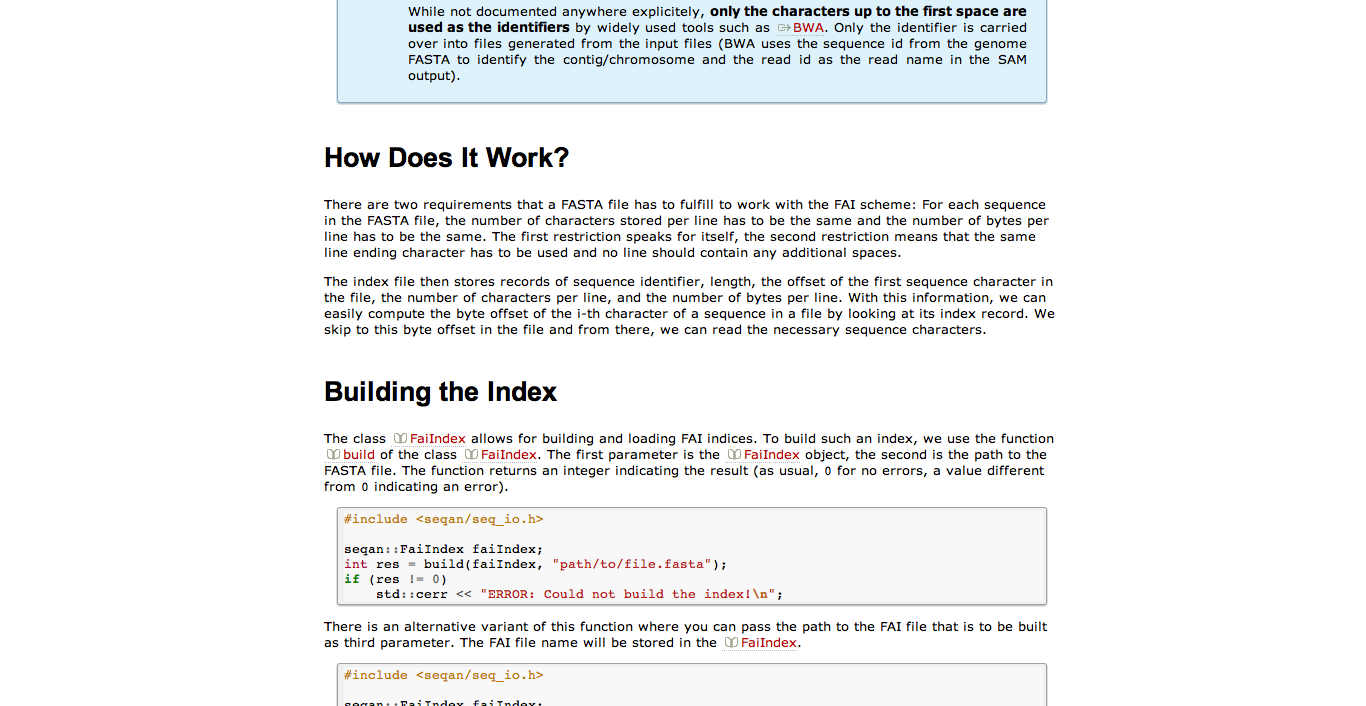 While not documented anywhere explicitely, only the characters up to the first space are
used as the identifiers by widely used tools such as BWA. Only the identifier is carried
over into files generated from the input files (BWA uses the sequence id from the genome
FASTA to identify the contig/chromosome and the read id as the read name in the SAM
output).
How Does It Work?
There are two requirements that a FASTA file has to fulfill to work with the FAI scheme: For each sequence
in the FASTA file, the number of characters stored per line has to be the same and the number of bytes per
line has to be the same. The first restriction speaks for itself, the second restriction means that the same
line ending character has to be used and no line should contain any additional spaces.
The index file then stores records of sequence identifier, length, the offset of the first sequence character in
the file, the number of characters per line, and the number of bytes per line. With this information, we can
easily compute the byte offset of the i-th character of a sequence in a file by looking at its index record. We
skip to this byte offset in the file and from there, we can read the necessary sequence characters.
Building the Index
The class FaiIndex allows for building and loading FAI indices. To build such an index, we use the function
build of the class FaiIndex. The first parameter is the FaiIndex object, the second is the path to the
FASTA file. The function returns an integer indicating the result (as usual, 0 for no errors, a value different
from 0 indicating an error).
#include <seqan/seq_io.h>
seqan::FaiIndex faiIndex;
int res = build(faiIndex, "path/to/file.fasta");
if (res != 0)
    std::cerr << "ERROR: Could not build the index!\n";
There is an alternative variant of this function where you can pass the path to the FAI file that is to be built
as third parameter. The FAI file name will be stored in the FaiIndex.
#include <seqan/seq_io.h>
seqan::FaiIndex faiIndex;